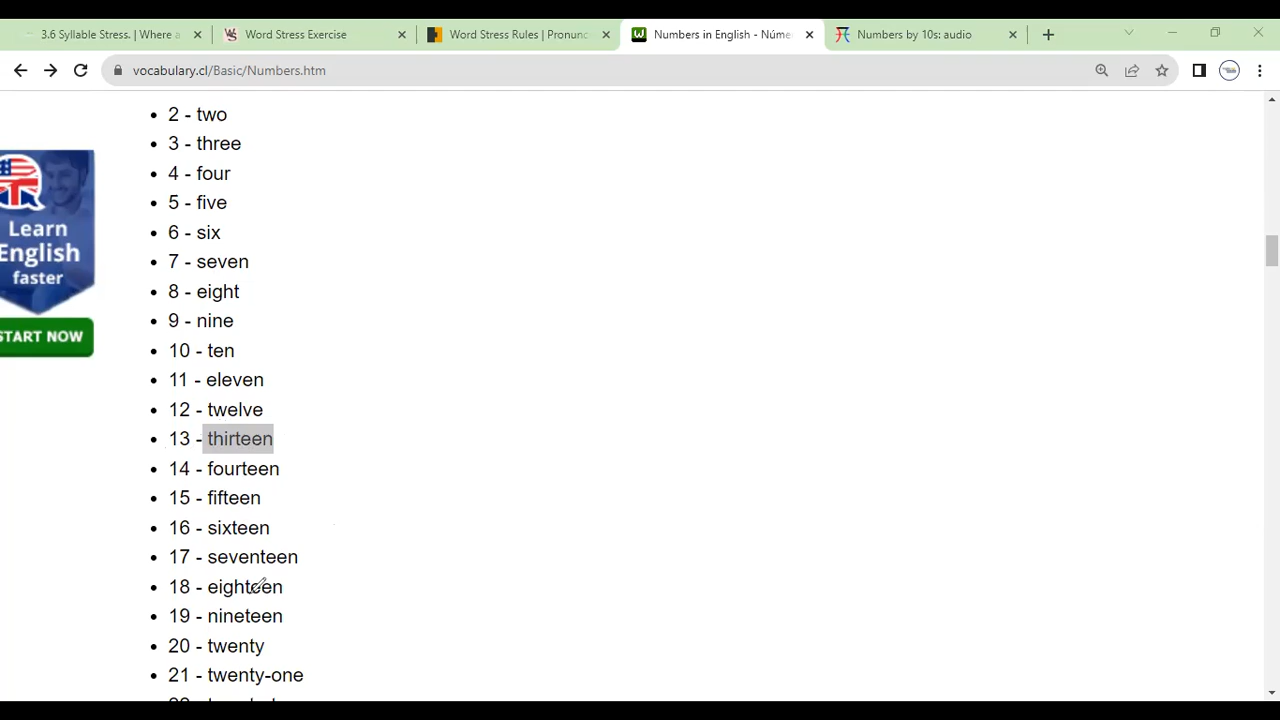 3.6 Syllable Stress. | Where a
Word Stress Exercise
Word Stress Rules | Pronunc
Numbers in English - Núme
Numbers by 10s: audio
vocabulary.cl/Basic/Numbers.htm
Learn
English
faster
START NOW
2 - two
3 - three
4 - four
5 - five
6 - six
7 - seven
8 - eight
9 - nine
10 - ten
11 - eleven
12 - twelve
13 - thirteen
14 - fourteen
15 - fifteen
16 - sixteen
17 - seventeen
18 - eighteen
19 - nineteen
20 - twenty
21 - twenty-one